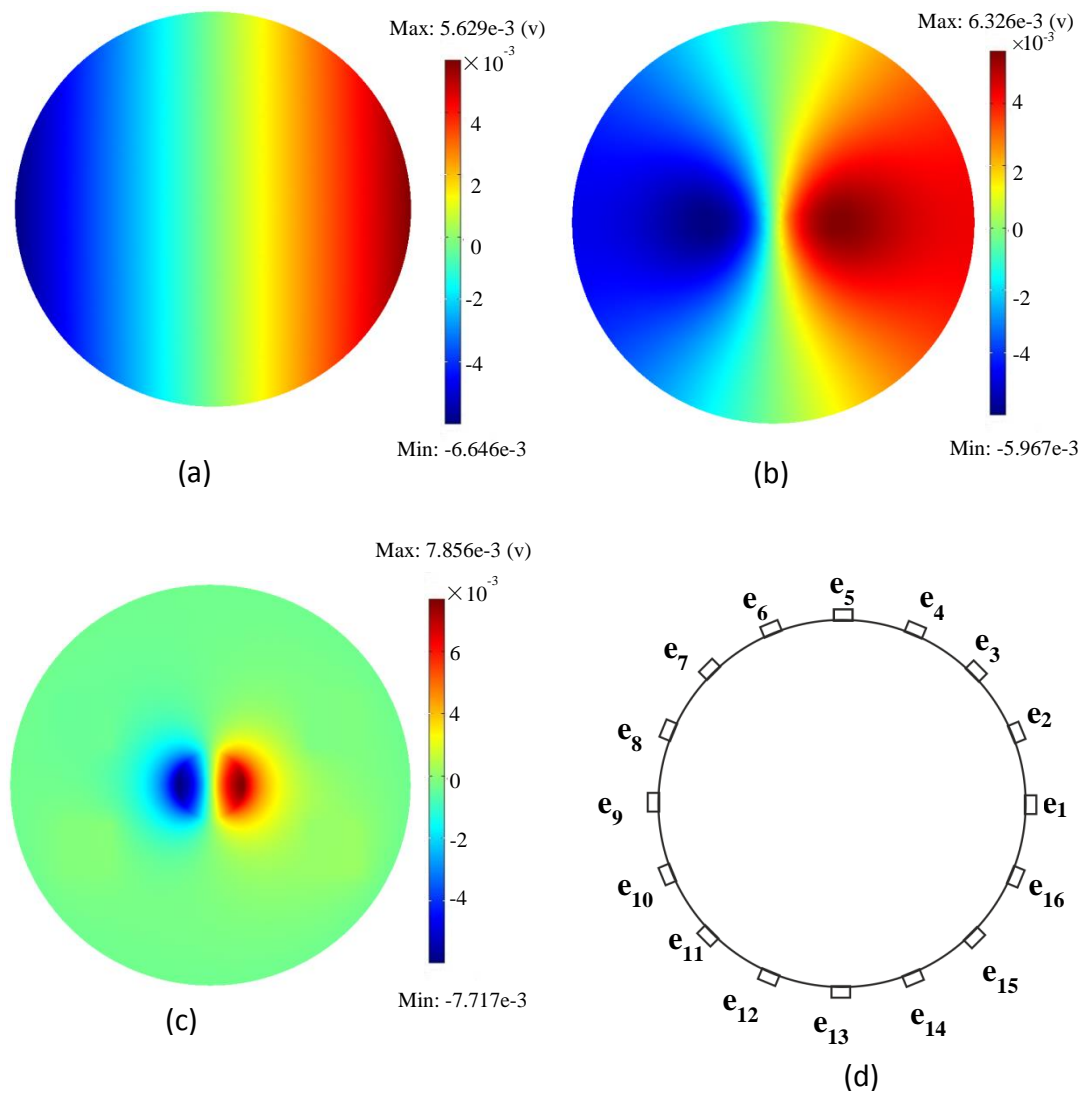 Max: 5.629e-3 (v)
×10⁻³
4
2
0
-2
-4
Min: -6.646e-3
(a)
Max: 6.326e-3 (v)
×10⁻³
4
2
0
-2
-4
Min: -5.967e-3
(b)
Max: 7.856e-3 (v)
×10⁻³
6
4
2
0
-2
-4
Min: -7.717e-3
(c)
e₁
e₂
e₃
e₄
e₅
e₆
e₇
e₈
e₉
e₁₀
e₁₁
e₁₂
e₁₃
e₁₄
e₁₅
e₁₆
(d)